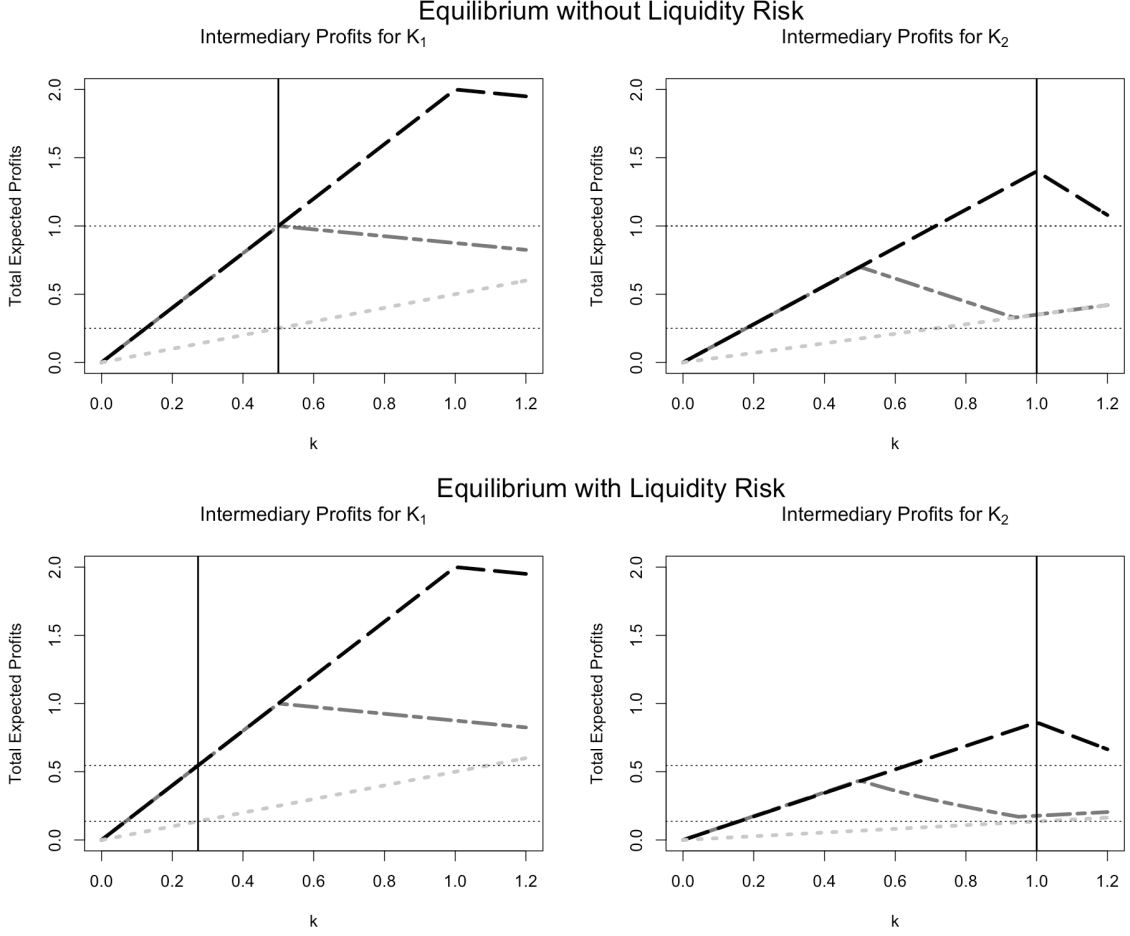 Equilibrium without Liquidity Risk
Intermediary Profits for K₁
Total Expected Profits
2.0
1.5
1.0
0.5
0.0
0.0 0.2 0.4 0.6 0.8 1.0 1.2
k
Intermediary Profits for K₂
Total Expected Profits
2.0
1.5
1.0
0.5
0.0
0.0 0.2 0.4 0.6 0.8 1.0 1.2
k
Equilibrium with Liquidity Risk
Intermediary Profits for K₁
Total Expected Profits
2.0
1.5
1.0
0.5
0.0
0.0 0.2 0.4 0.6 0.8 1.0 1.2
k
Intermediary Profits for K₂
Total Expected Profits
2.0
1.5
1.0
0.5
0.0
0.0 0.2 0.4 0.6 0.8 1.0 1.2
k